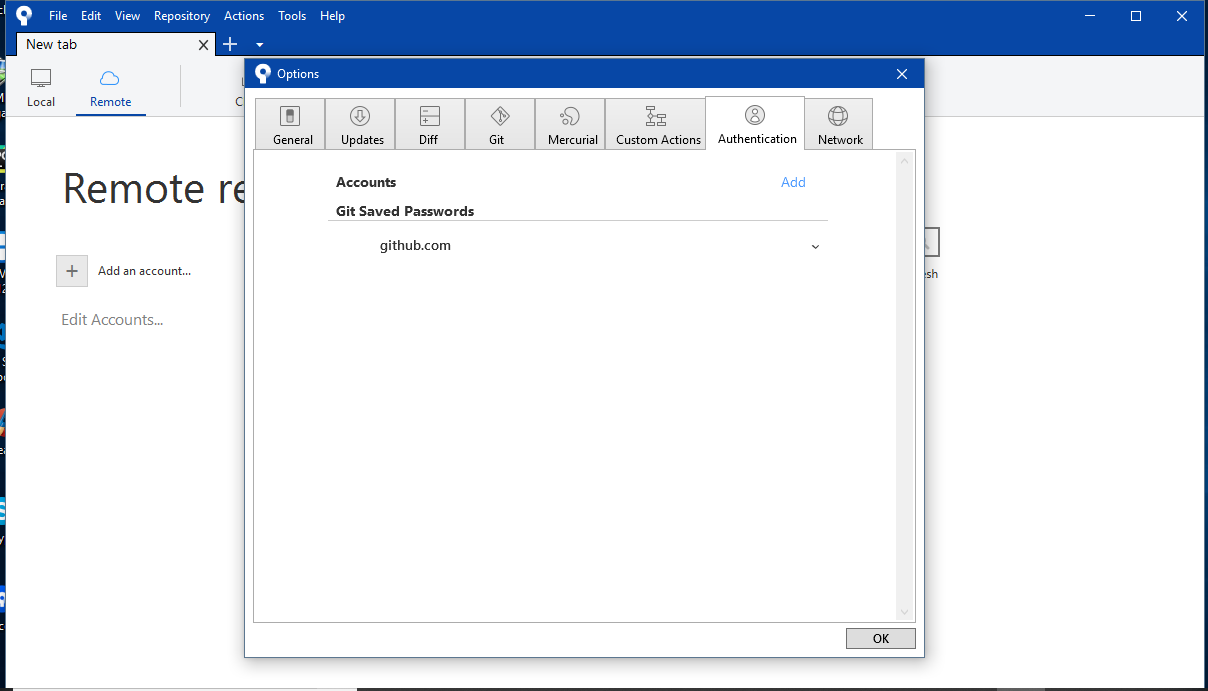 File Edit View Repository Actions Tools Help
New tab
Options
Local Remote
General Updates Diff Git Mercurial Custom Actions Authentication Network
Accounts Add
Git Saved Passwords
github.com
Remote re
Add an account...
Edit Accounts...
esh
OK